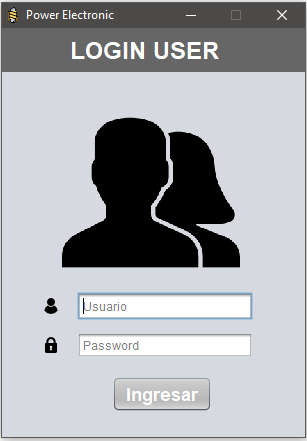 Power Electronic
LOGIN USER
Usuario
Password
Ingresar